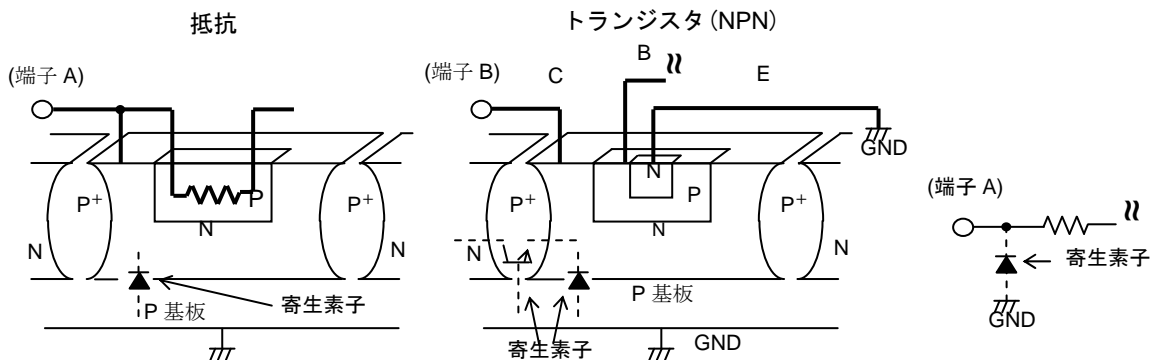 抵抗
トランジスタ (NPN)
(端子 A)
(端子 B)
C
B
E
GND
P+
P
N
P+
N
N
P 基板
寄生素子
P+
N
P
N
P+
N
N
P 基板
寄生素子
GND
(端子 A)
寄生素子
GND